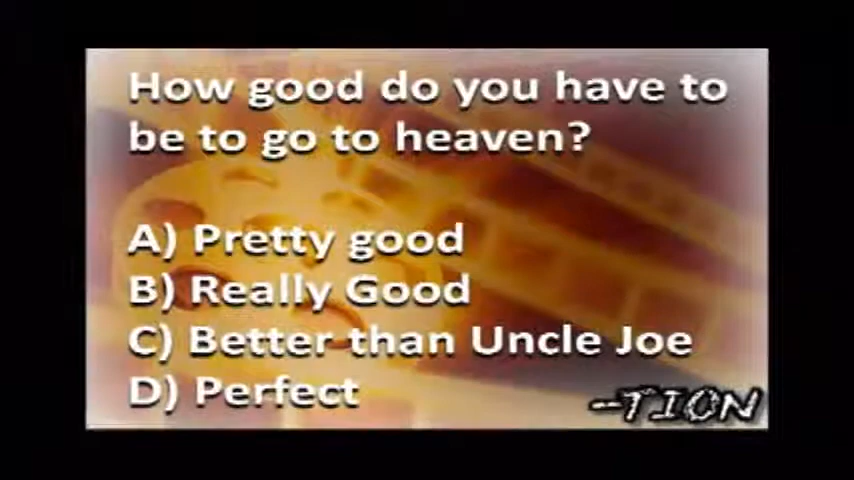 How good do you have to
be to go to heaven?
A) Pretty good
B) Really Good
C) Better than Uncle Joe
D) Perfect
--TION